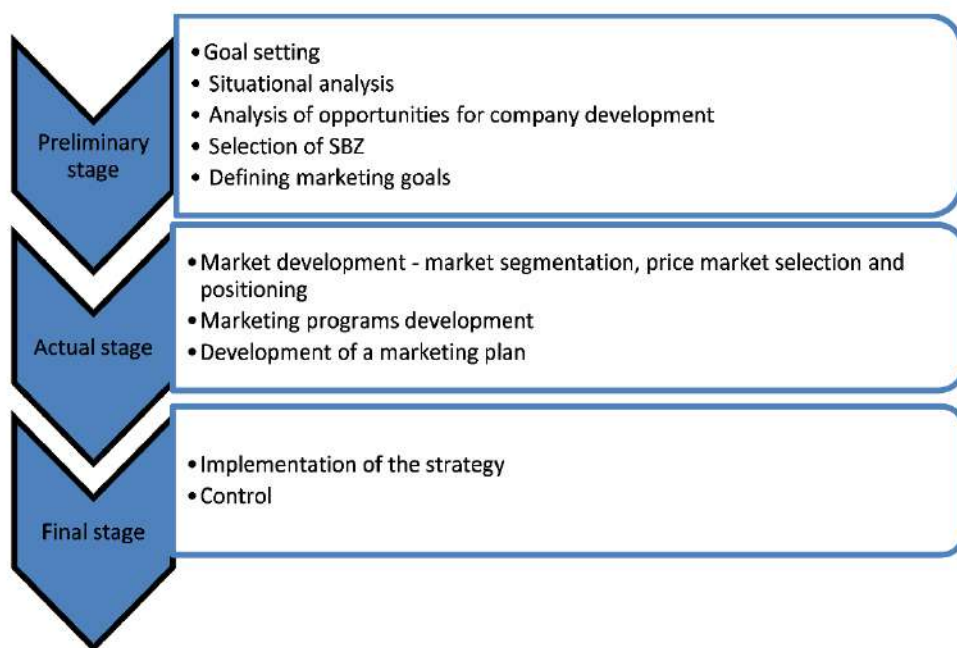 Preliminary
stage
• Goal setting
• Situational analysis
• Analysis of opportunities for company development
• Selection of SBZ
• Defining marketing goals
Actual stage
• Market development - market segmentation, price market selection and
positioning
• Marketing programs development
• Development of a marketing plan
Final stage
• Implementation of the strategy
• Control